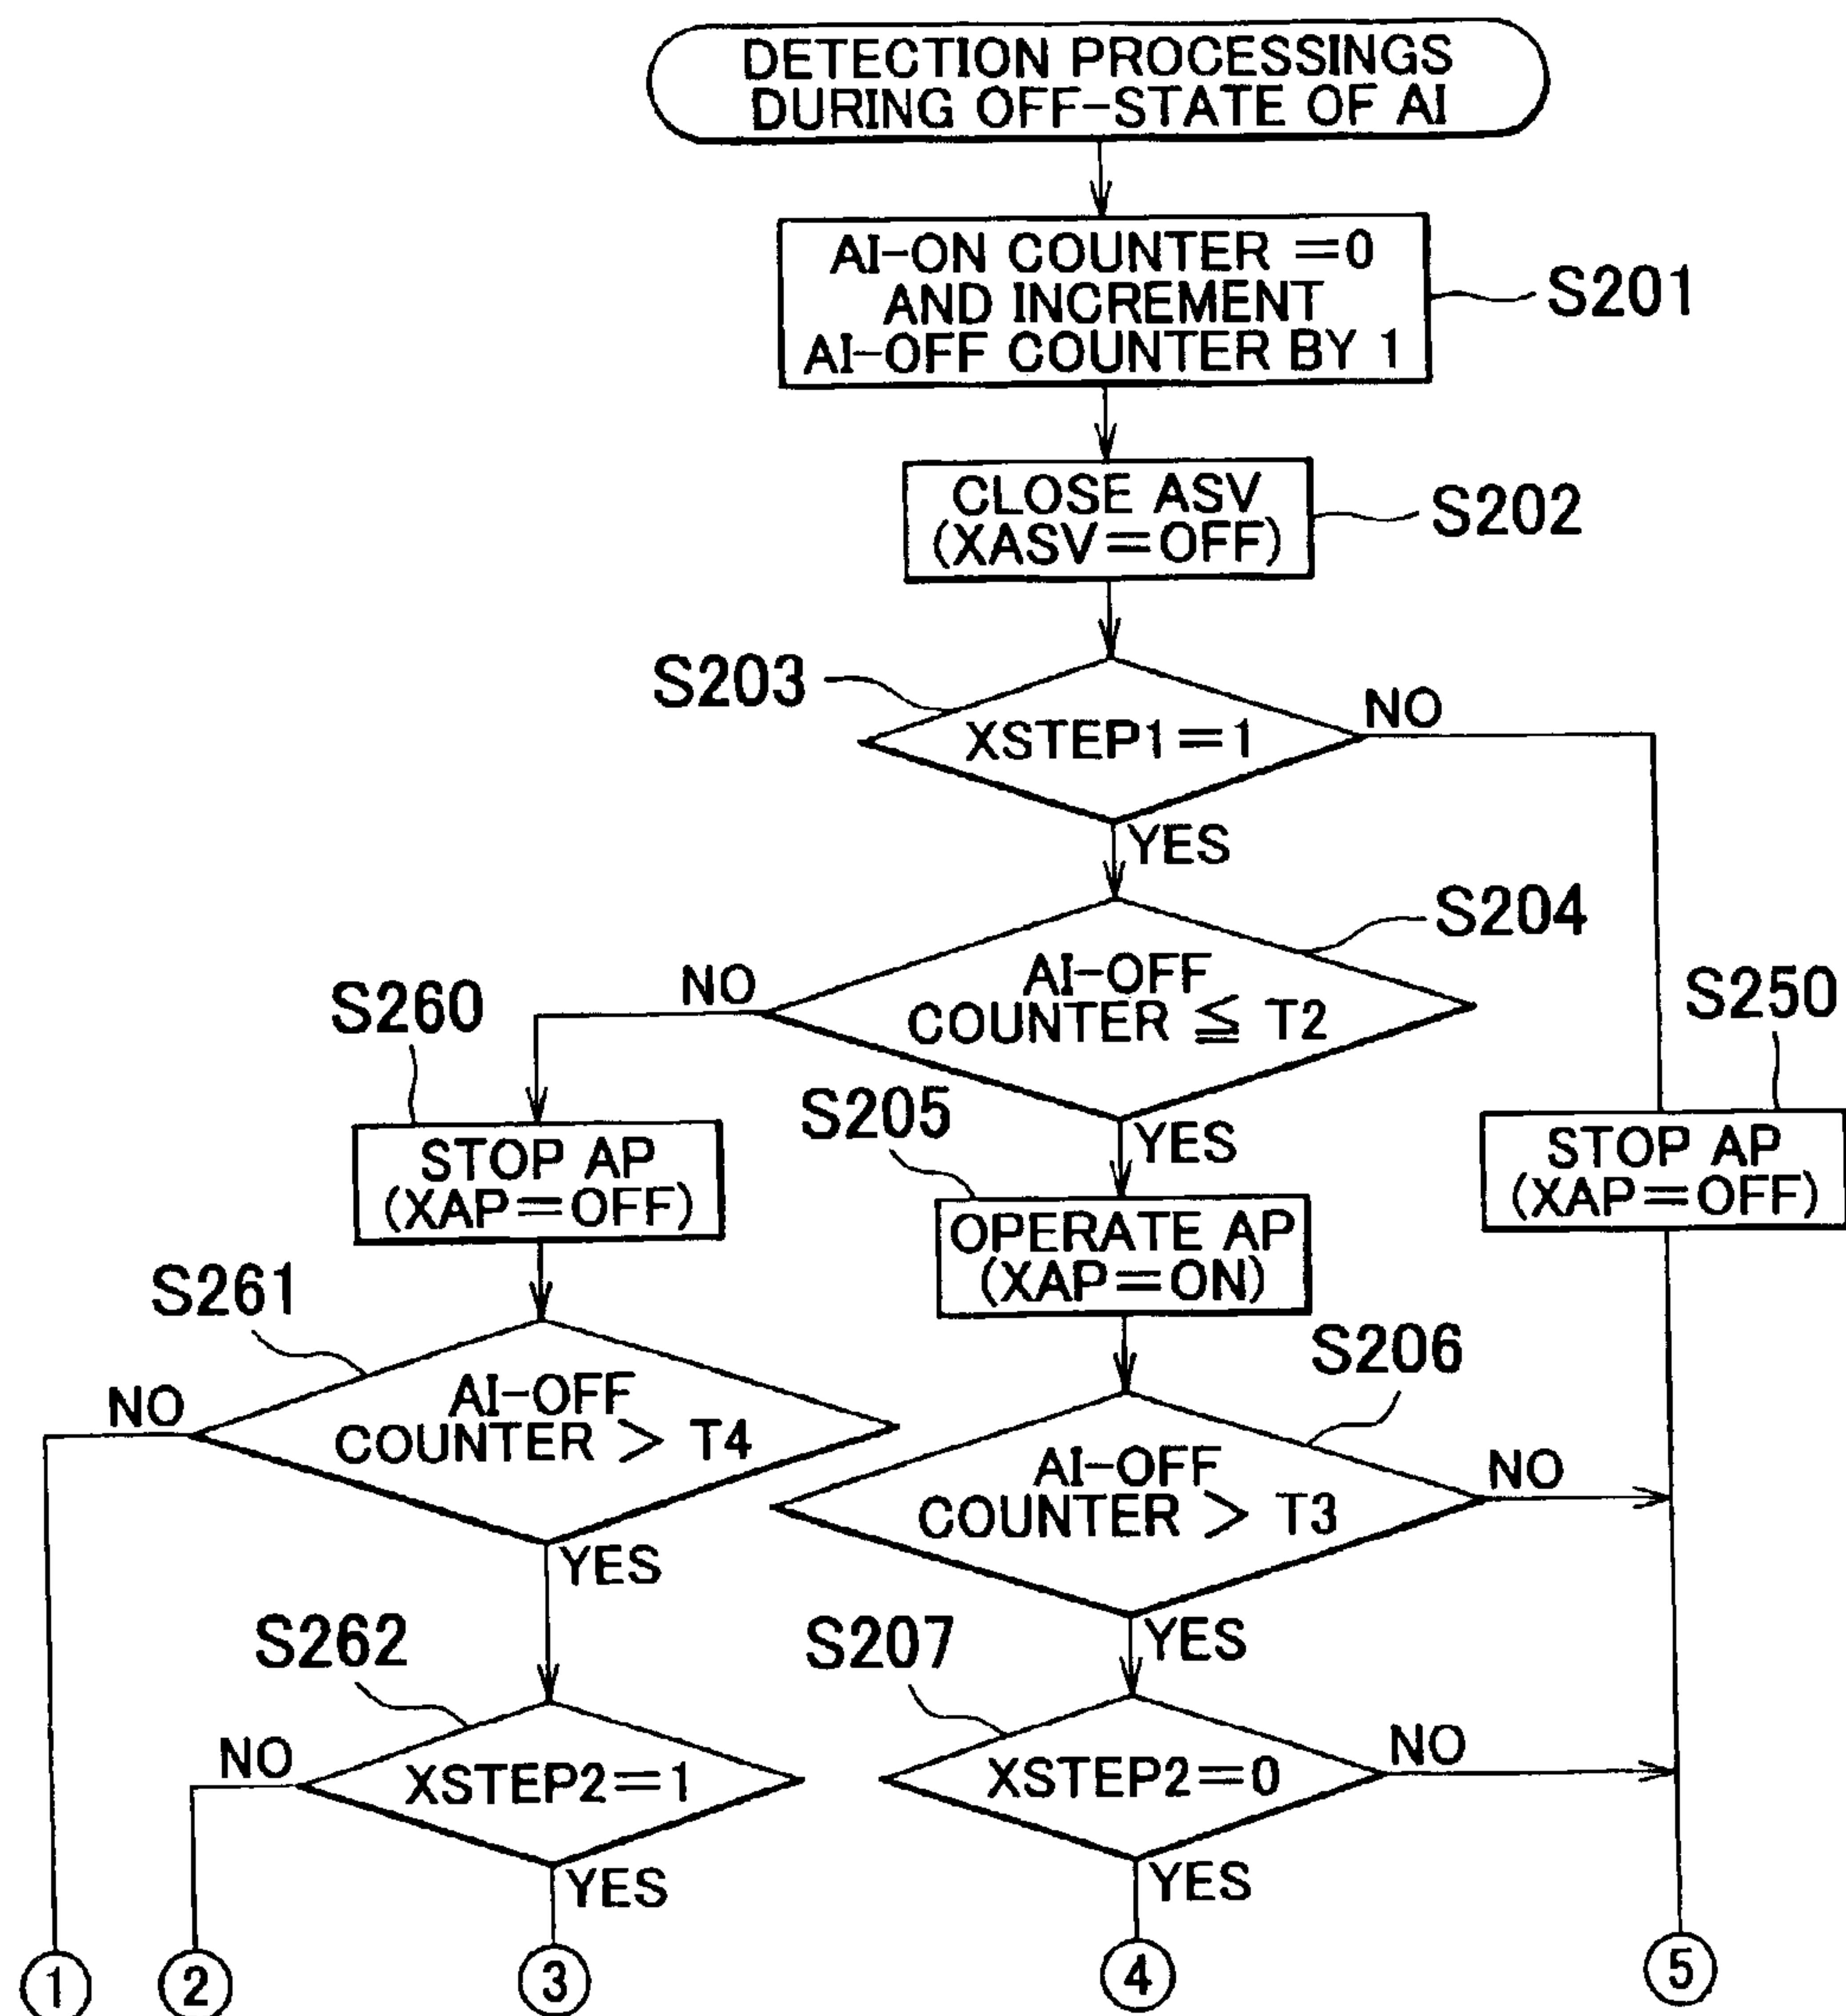 DETECTION PROCESSINGS
DURING OFF-STATE OF AI
AI-ON COUNTER =0
AND INCREMENT
AI-OFF COUNTER BY 1
S201
CLOSE ASV
(XASV=OFF)
S202
S203
XSTEP1=1
NO
YES
S204
AI-OFF
COUNTER ≦ T2
NO
YES
S260
STOP AP
(XAP=OFF)
S205
OPERATE AP
(XAP=ON)
S250
STOP AP
(XAP=OFF)
S261
AI-OFF
COUNTER > T4
NO
YES
S206
AI-OFF
COUNTER > T3
NO
YES
S262
XSTEP2=1
NO
YES
S207
XSTEP2=0
NO
YES
1
2
3
4
5